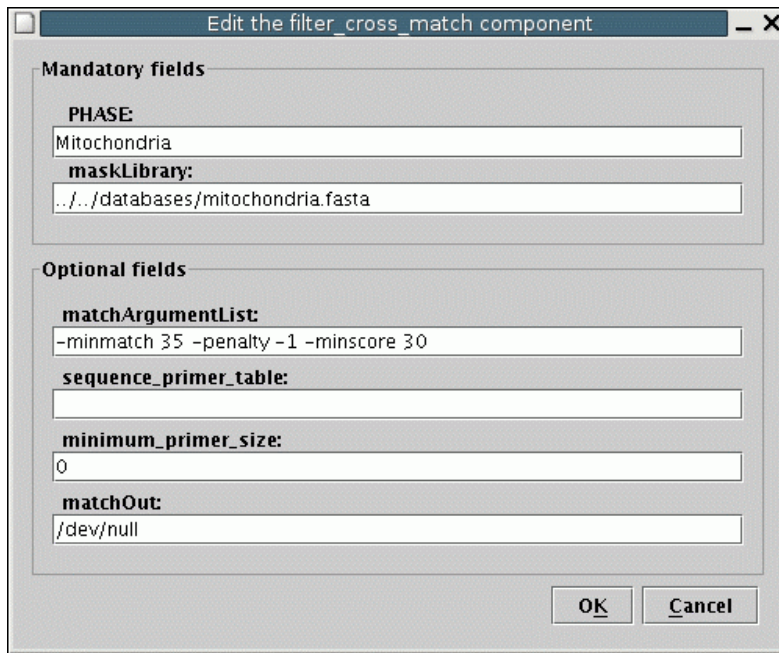 Edit the filter_cross_match component
Mandatory fields
PHASE:
Mitochondria
maskLibrary:
../../databases/mitochondria.fasta
Optional fields
matchArgumentList:
-minmatch 35 -penalty -1 -minscore 30
sequence_primer_table:
minimum_primer_size:
0
matchOut:
/dev/null
OK Cancel